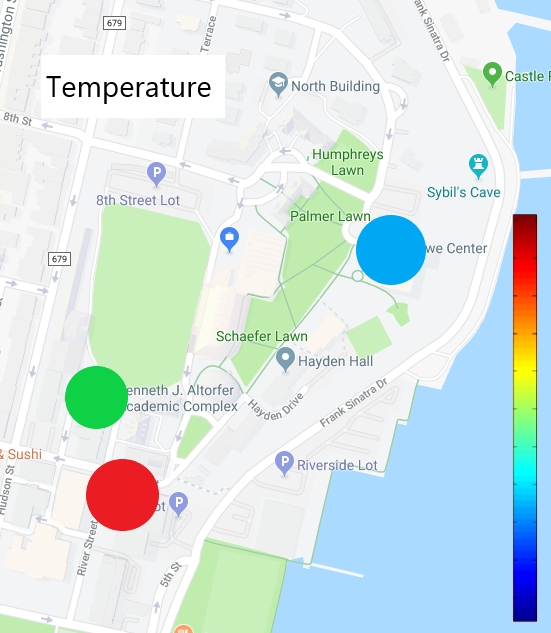 679
Washington S
Terrace
Frank Sinatra Dr
Temperature
North Building
Castle P
8th St
Humphreys
Lawn
Sybil's Cave
8th Street Lot
Palmer Lawn
we Center
679
Schaefer Lawn
Hayden Hall
enneth J. Altorfer
cademic Complex
Hayden Drive
Frank Sinatra Dr
& Sushi
Riverside Lot
Hudson St
ot
River Street
5th St